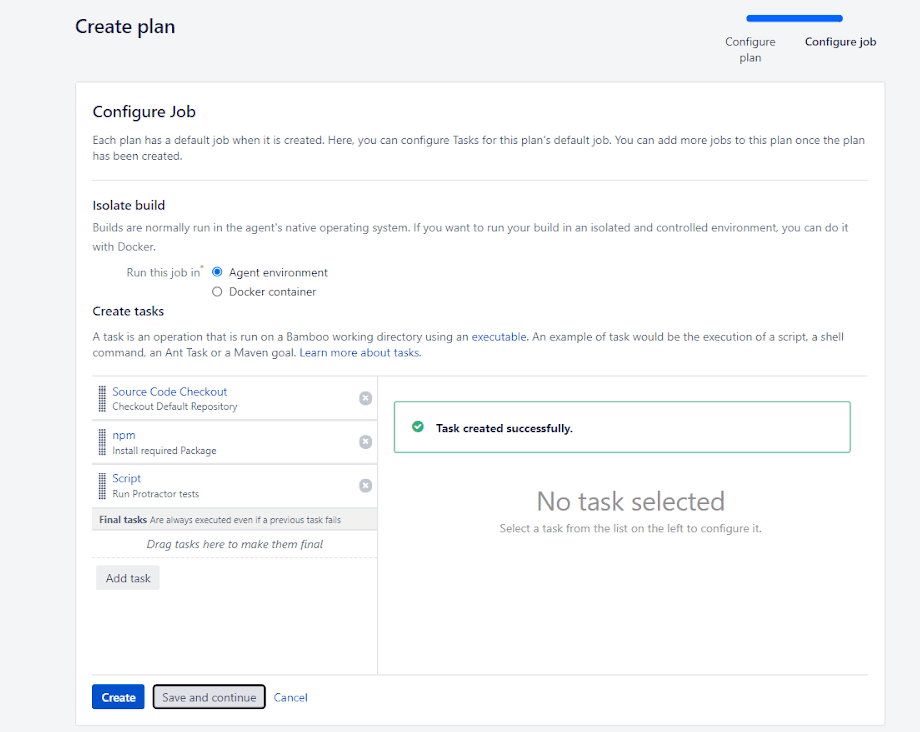 Create plan
Configure
plan
Configure job
Configure Job
Each plan has a default job when it is created. Here, you can configure Tasks for this plan's default job. You can add more jobs to this plan once the plan
has been created.
Isolate build
Builds are normally run in the agent's native operating system. If you want to run your build in an isolated and controlled environment, you can do it
with Docker.
Run this job in*
Agent environment
Docker container
Create tasks
A task is an operation that is run on a Bamboo working directory using an executable. An example of task would be the execution of a script, a shell
command, an Ant Task or a Maven goal. Learn more about tasks.
Source Code Checkout
Checkout Default Repository
npm
Install required Package
Script
Run Protractor tests
Final tasks Are always executed even if a previous task fails
Drag tasks here to make them final
Add task
Task created successfully.
No task selected
Select a task from the list on the left to configure it.
Create
Save and continue
Cancel